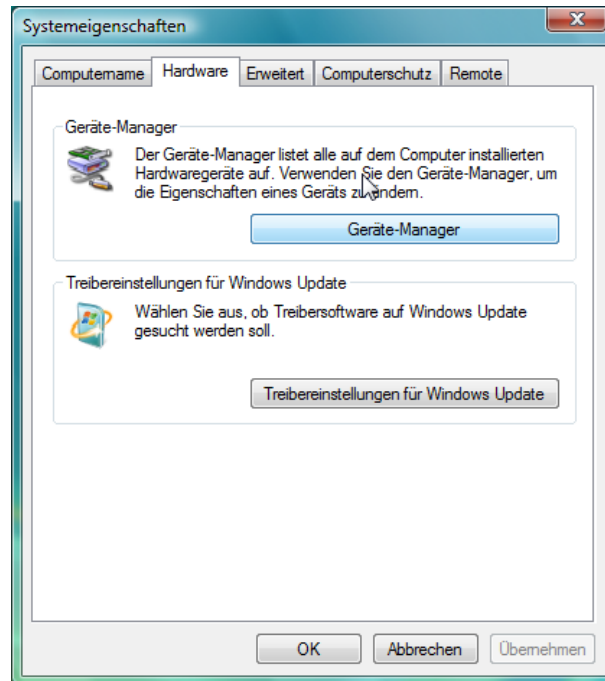 Systemeigenschaften
Computername Hardware Erweitert Computerschutz Remote
Geräte-Manager
Der Geräte-Manager listet alle auf dem Computer installierten
Hardwaregeräte auf. Verwenden Sie den Geräte-Manager, um
die Eigenschaften eines Geräts zu ändern.
Geräte-Manager
Treibereinstellungen für Windows Update
Wählen Sie aus, ob Treibersoftware auf Windows Update
gesucht werden soll.
Treibereinstellungen für Windows Update
OK Abbrechen Übernehmen